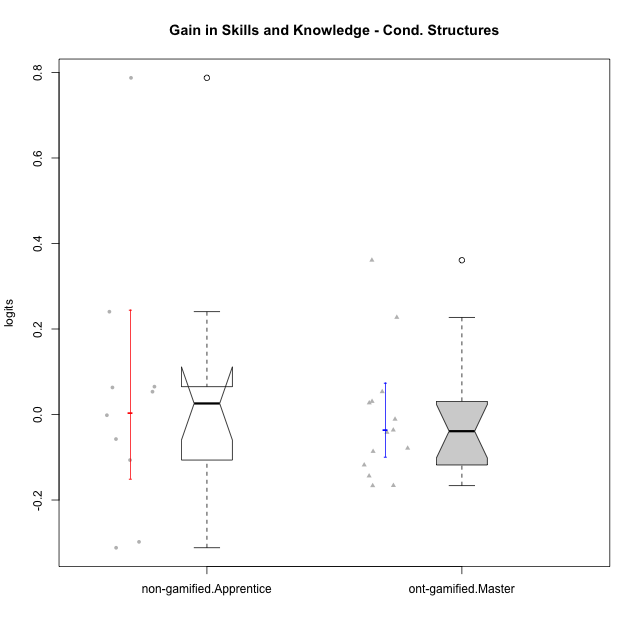 Gain in Skills and Knowledge - Cond. Structures
logits
0.8
0.6
0.4
0.2
0.0
-0.2
non-gamified.Apprentice
ont-gamified.Master